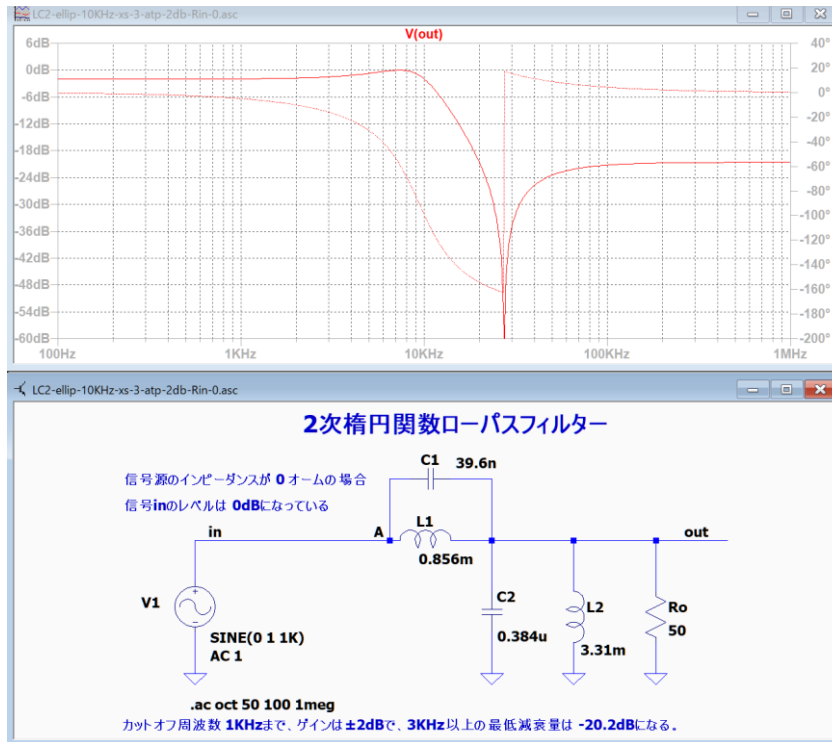 LC2-ellip-10KHz-xs-3-atp-2db-Rin-0.asc
V(out)
6dB
0dB
-6dB
-12dB
-18dB
-24dB
-30dB
-36dB
-42dB
-48dB
-54dB
-60dB
40°
20°
0°
-20°
-40°
-60°
-80°
-100°
-120°
-140°
-160°
-180°
-200°
100Hz 1KHz 10KHz 100KHz 1MHz
LC2-ellip-10KHz-xs-3-atp-2db-Rin-0.asc
2次楕円関数ローパスフィルター
信号源のインピーダンスが 0 オームの場合
信号inのレベルは 0dBになっている
C1 39.6n
in
A
L1
0.856m
out
V1
SINE(0 1 1K)
AC 1
C2
0.384u
L2
3.31m
Ro
50
.ac oct 50 100 1meg
カットオフ周波数 1KHzまで、ゲインは±2dBで、3KHz以上の最低減衰量は -20.2dBになる。